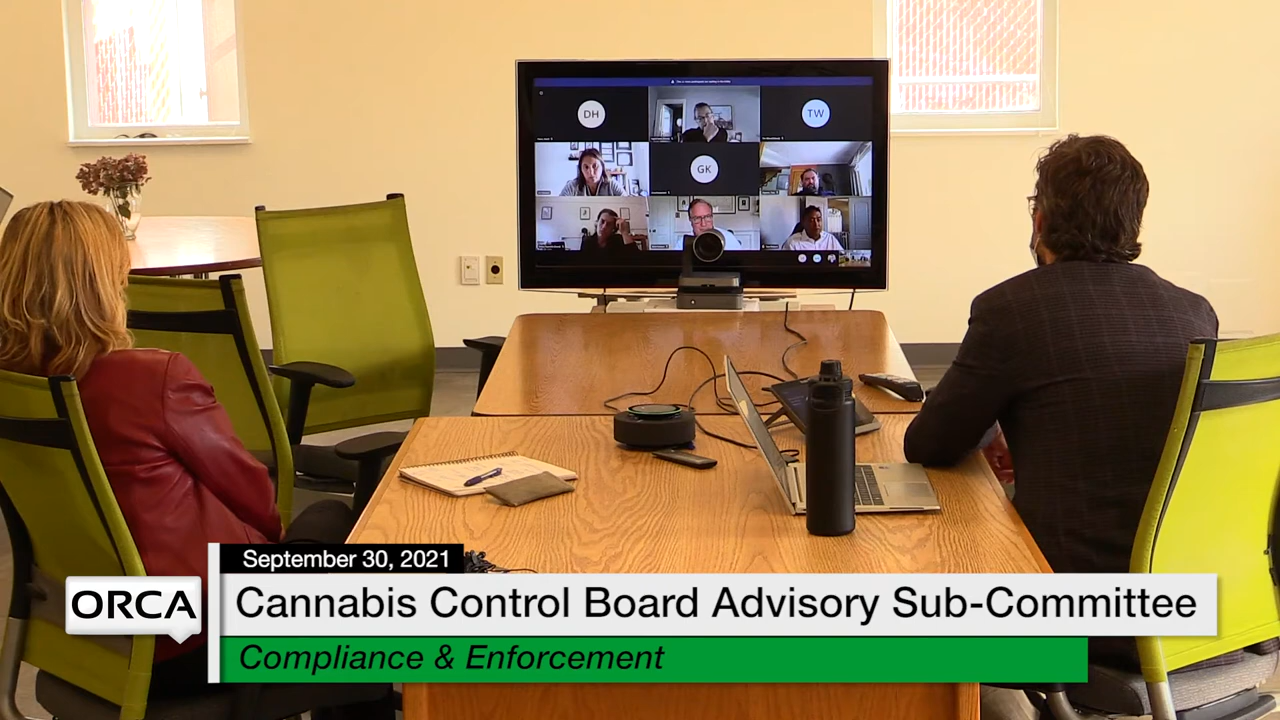 DH
TW
GK
September 30, 2021
Cannabis Control Board Advisory Sub-Committee
ORCA
Compliance & Enforcement